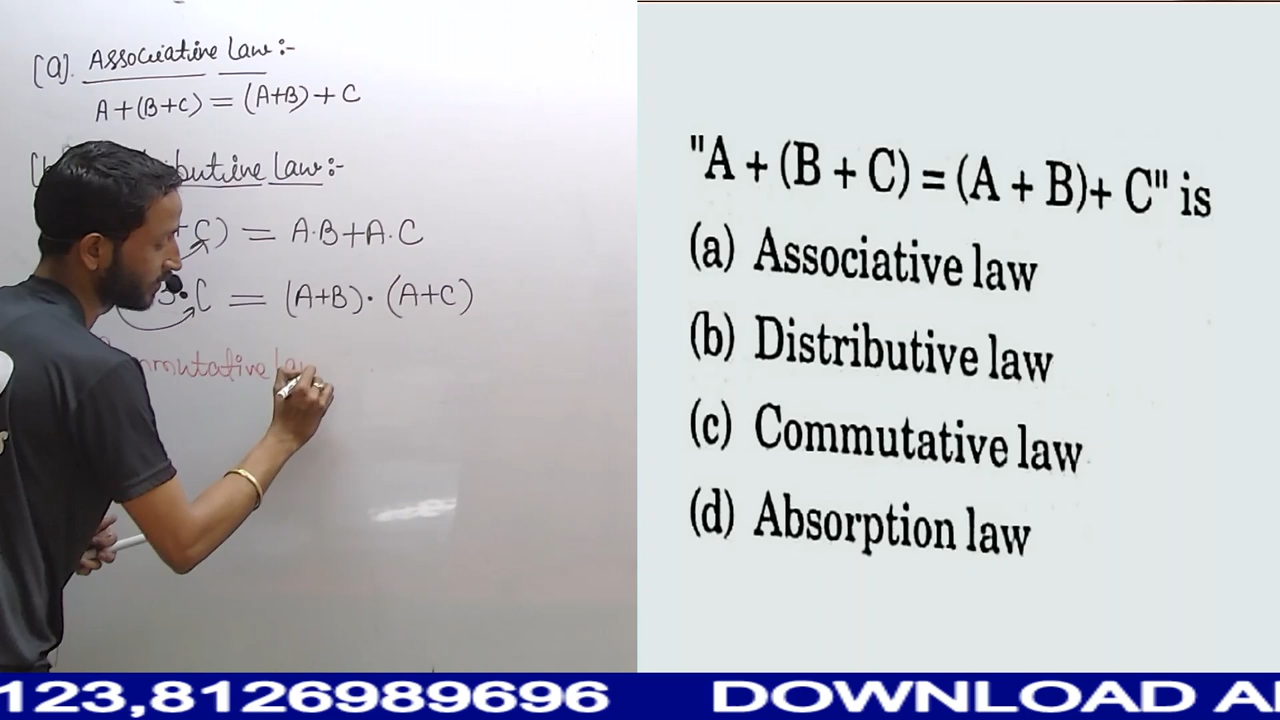 (a). Associative Law :-
A+(B+C) = (A+B)+C
Law :-
C) = A·B+A·C
C = (A+B)·(A+C)
"A + (B + C) = (A + B)+ C" is
(a) Associative law
(b) Distributive law
(c) Commutative law
(d) Absorption law
123,8126989696 DOWNLOAD